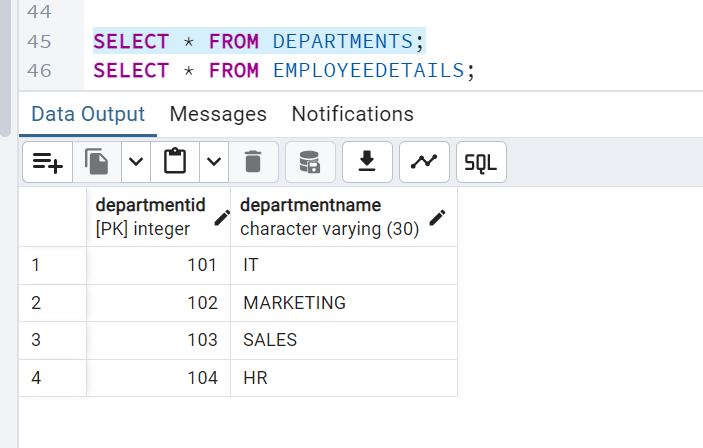 44
45 SELECT * FROM DEPARTMENTS;
46 SELECT * FROM EMPLOYEEDETAILS;
Data Output Messages Notifications
SQL
departmentid departmentname
[PK] integer character varying (30)
1 101 IT
2 102 MARKETING
3 103 SALES
4 104 HR